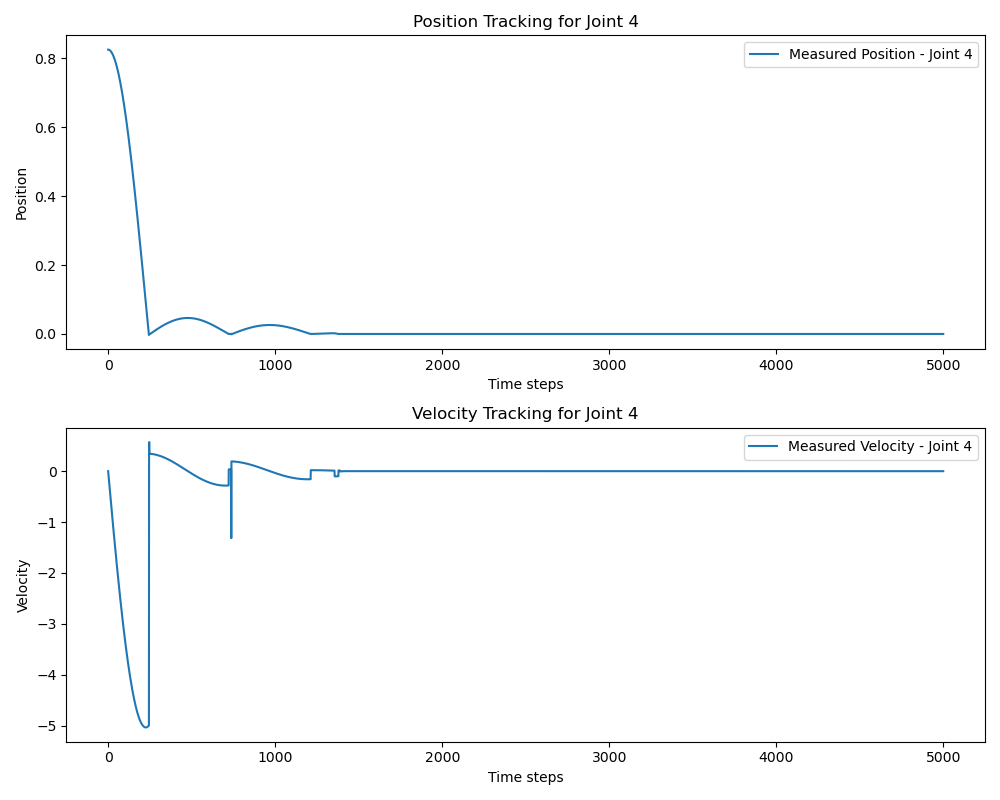 Position Tracking for Joint 4
Measured Position - Joint 4
Position
0.8
0.6
0.4
0.2
0.0
0 1000 2000 3000 4000 5000
Time steps
Velocity Tracking for Joint 4
Measured Velocity - Joint 4
Velocity
0
−1
−2
−3
−4
−5
0 1000 2000 3000 4000 5000
Time steps